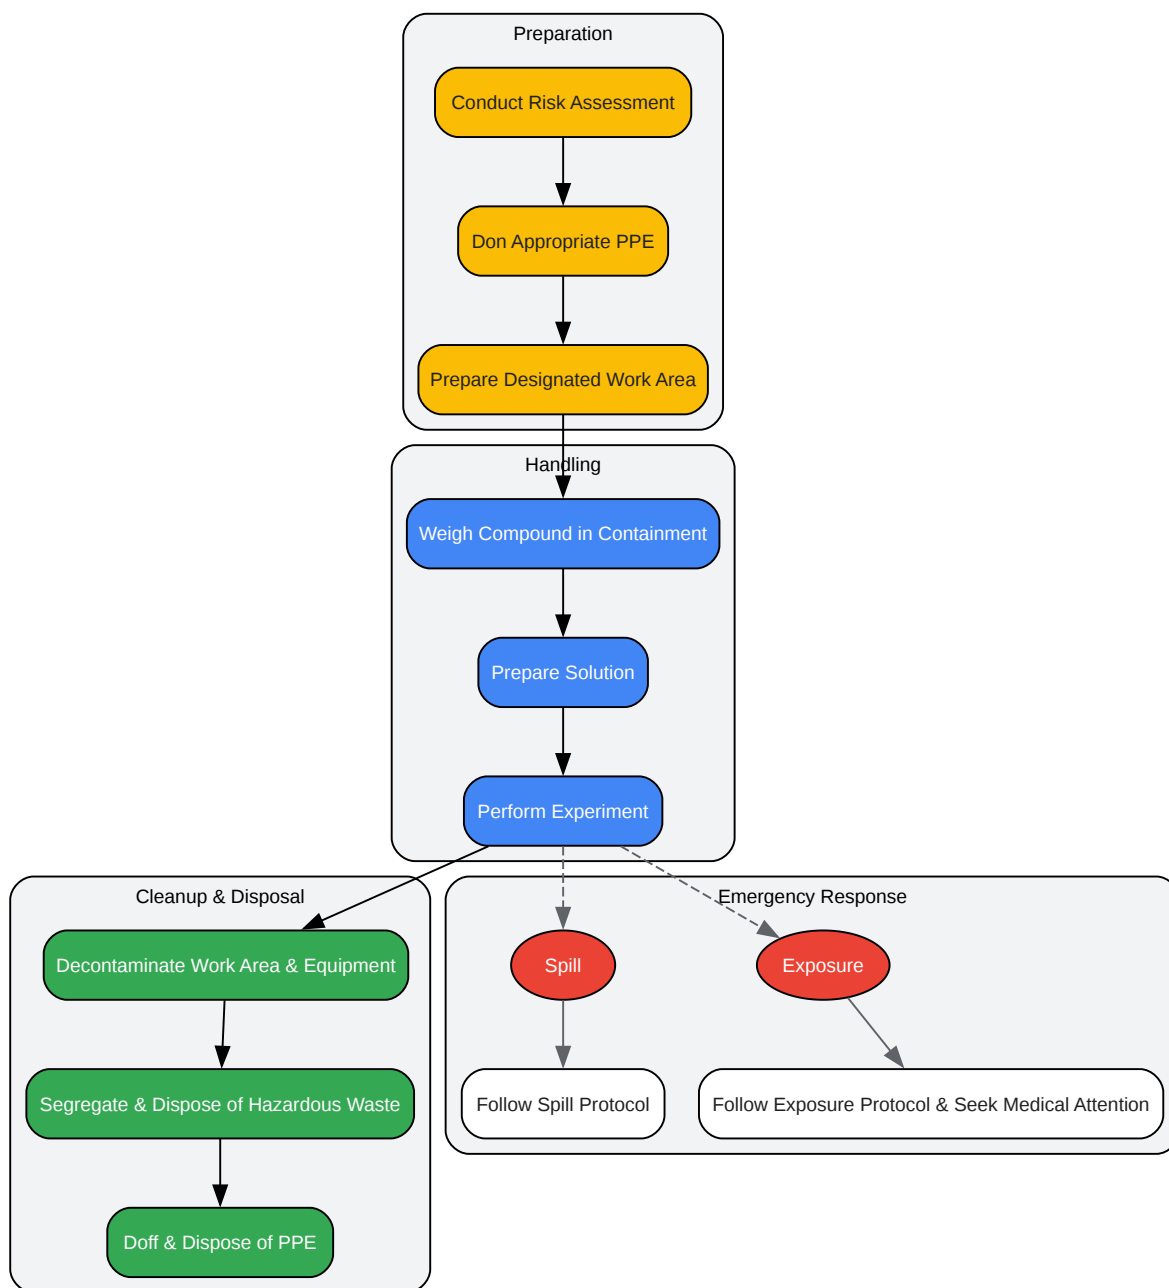 Preparation
Conduct Risk Assessment
Don Appropriate PPE
Prepare Designated Work Area
Handling
Weigh Compound in Containment
Prepare Solution
Perform Experiment
Cleanup & Disposal
Decontaminate Work Area & Equipment
Segregate & Dispose of Hazardous Waste
Doff & Dispose of PPE
Emergency Response
Spill
Exposure
Follow Spill Protocol
Follow Exposure Protocol & Seek Medical Attention